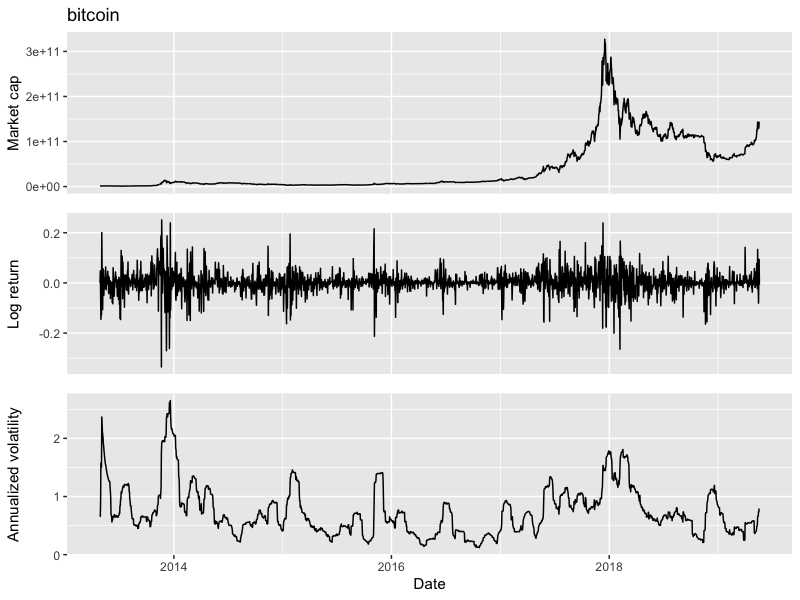 bitcoin
Market cap
3e+11
2e+11
1e+11
0e+00
Log return
0.2
0.0
-0.2
Annualized volatility
2
1
0
2014
2016
2018
Date